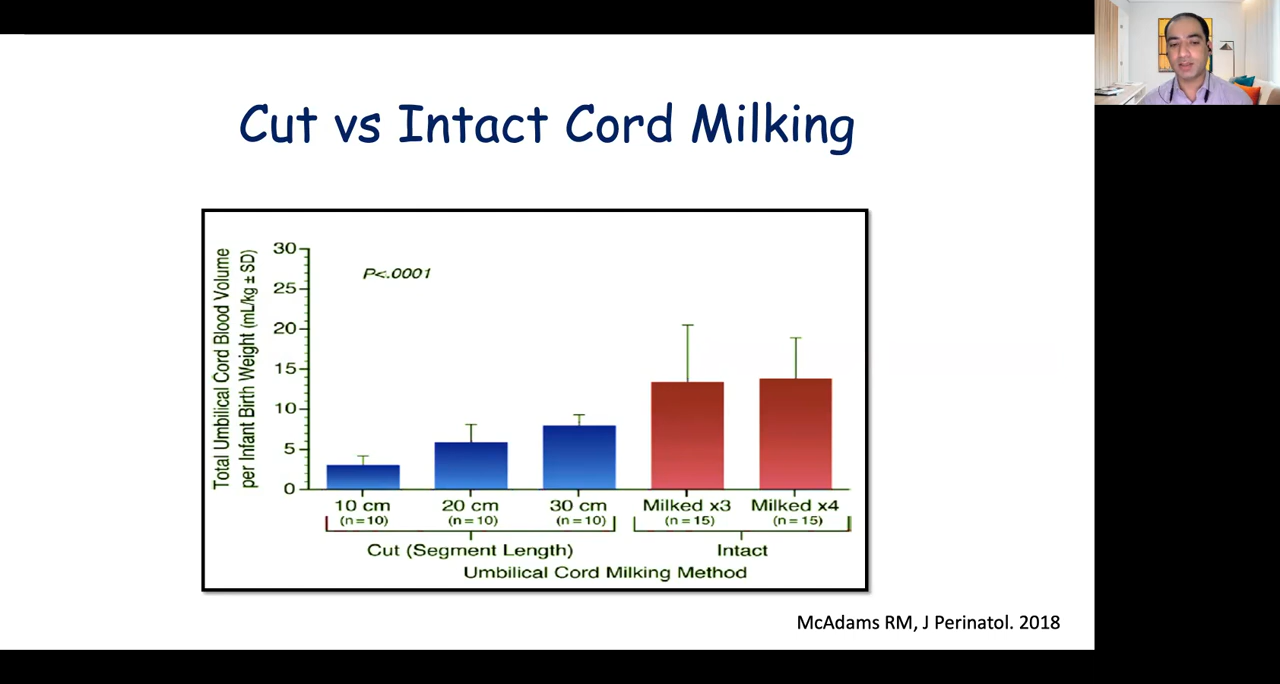 Cut vs Intact Cord Milking
Total Umbilical Cord Blood Volume
per Infant Birth Weight (mL/kg ± SD)
30
25
20
15
10
5
0
P<.0001
10 cm
(n=10)
20 cm
(n=10)
30 cm
(n=10)
Milked x3
(n=15)
Milked x4
(n=15)
Cut (Segment Length)
Intact
Umbilical Cord Milking Method
McAdams RM, J Perinatol. 2018